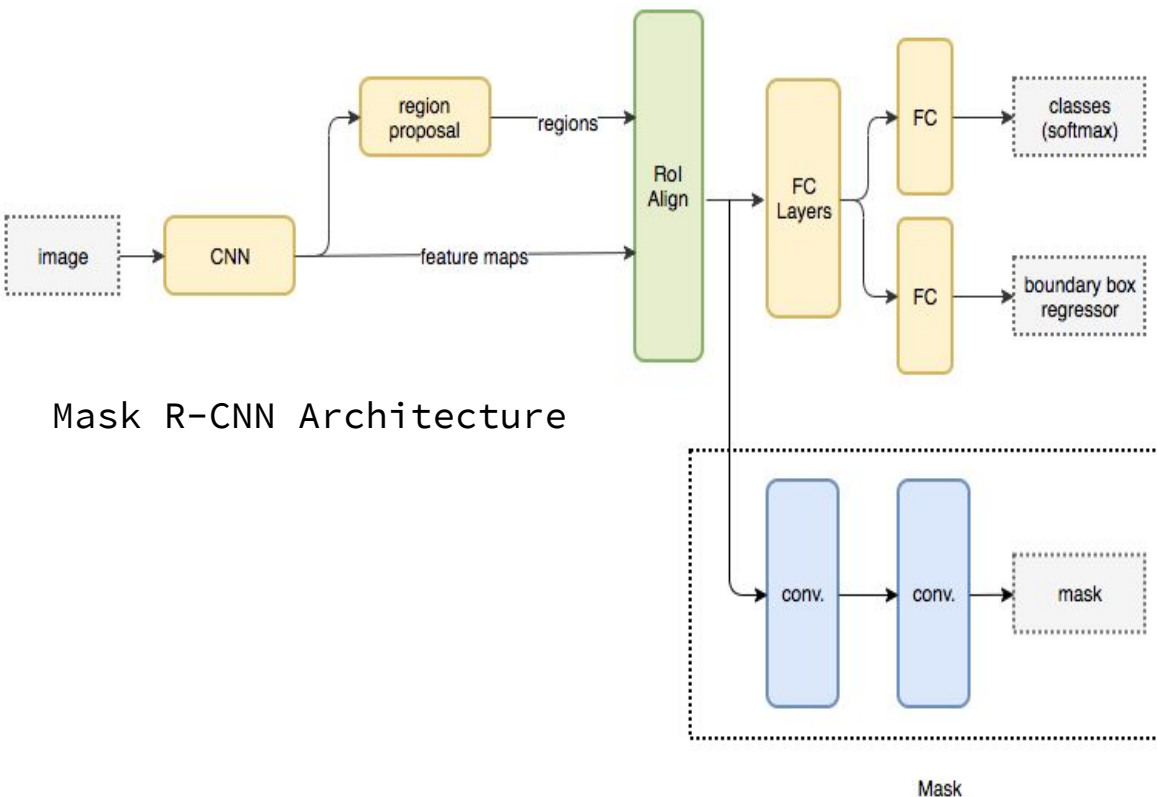 region
proposal
regions
RoI
Align
FC
Layers
FC
classes
(softmax)
image
CNN
feature maps
FC
boundary box
regressor
Mask R-CNN Architecture
conv.
conv.
mask
Mask